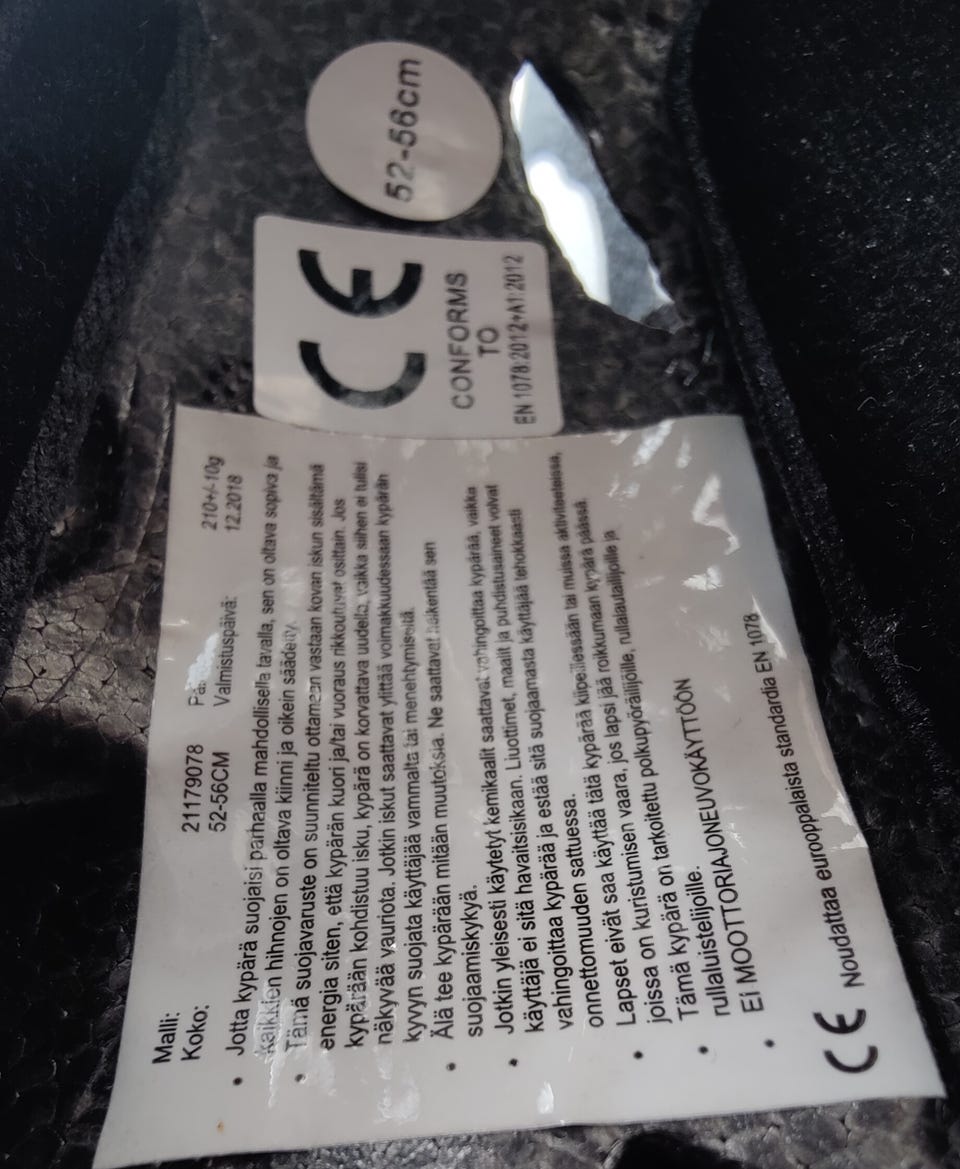 52-56cm
CE
CONFORMS
TO
EN 1078:2012+A1:2012
Malli: 21179078 210+/-10g
Koko: 52-56CM Valmistuspäivä: 12.2018
• Jotta kypärä suojaisi parhaalla mahdollisella tavalla, sen on oltava sopiva ja
kaikkien hihnojen on oltava kiinni ja oikein säädetty.
• Tämä suojavaruste on suunniteltu ottamaan vastaan kovan iskun sisältämä
energia siten, että kypärän kuori ja/tai vuoraus rikkoutuvat osittain. Jos
kypärään kohdistuu isku, kypärä on korvattava uudella, vaikka siihen ei tulisi
näkyvää vauriota. Jotkin iskut saattavat ylittää voimakkuudessaan kypärän
kyvyn suojata käyttäjää vammalta tai menehtymiseltä.
• Älä tee kypärään mitään muutoksia. Ne saattavat heikentää sen
suojaamiskykyä.
• Jotkin yleisesti käytetyt kemikaalit saattavat vahingoittaa kypärää, vaikka
käyttäjä ei sitä havaitsisikaan. Liuottimet, maalit ja puhdistusaineet voivat
vahingoittaa kypärää ja estää sitä suojaamasta käyttäjää tehokkaasti
onnettomuuden sattuessa.
• Lapset eivät saa käyttää tätä kypärää kiipeillessään tai muissa aktiviteeteissa,
joissa on kuristumisen vaara, jos lapsi jää roikkumaan kypärä päässä.
• Tämä kypärä on tarkoitettu polkupyöräilijöille, rullalautailijoille ja
rullaluistelijoille.
• EI MOOTTORIAJONEUVOKÄYTTÖÖN
CE Noudattaa eurooppalaista standardia EN 1078